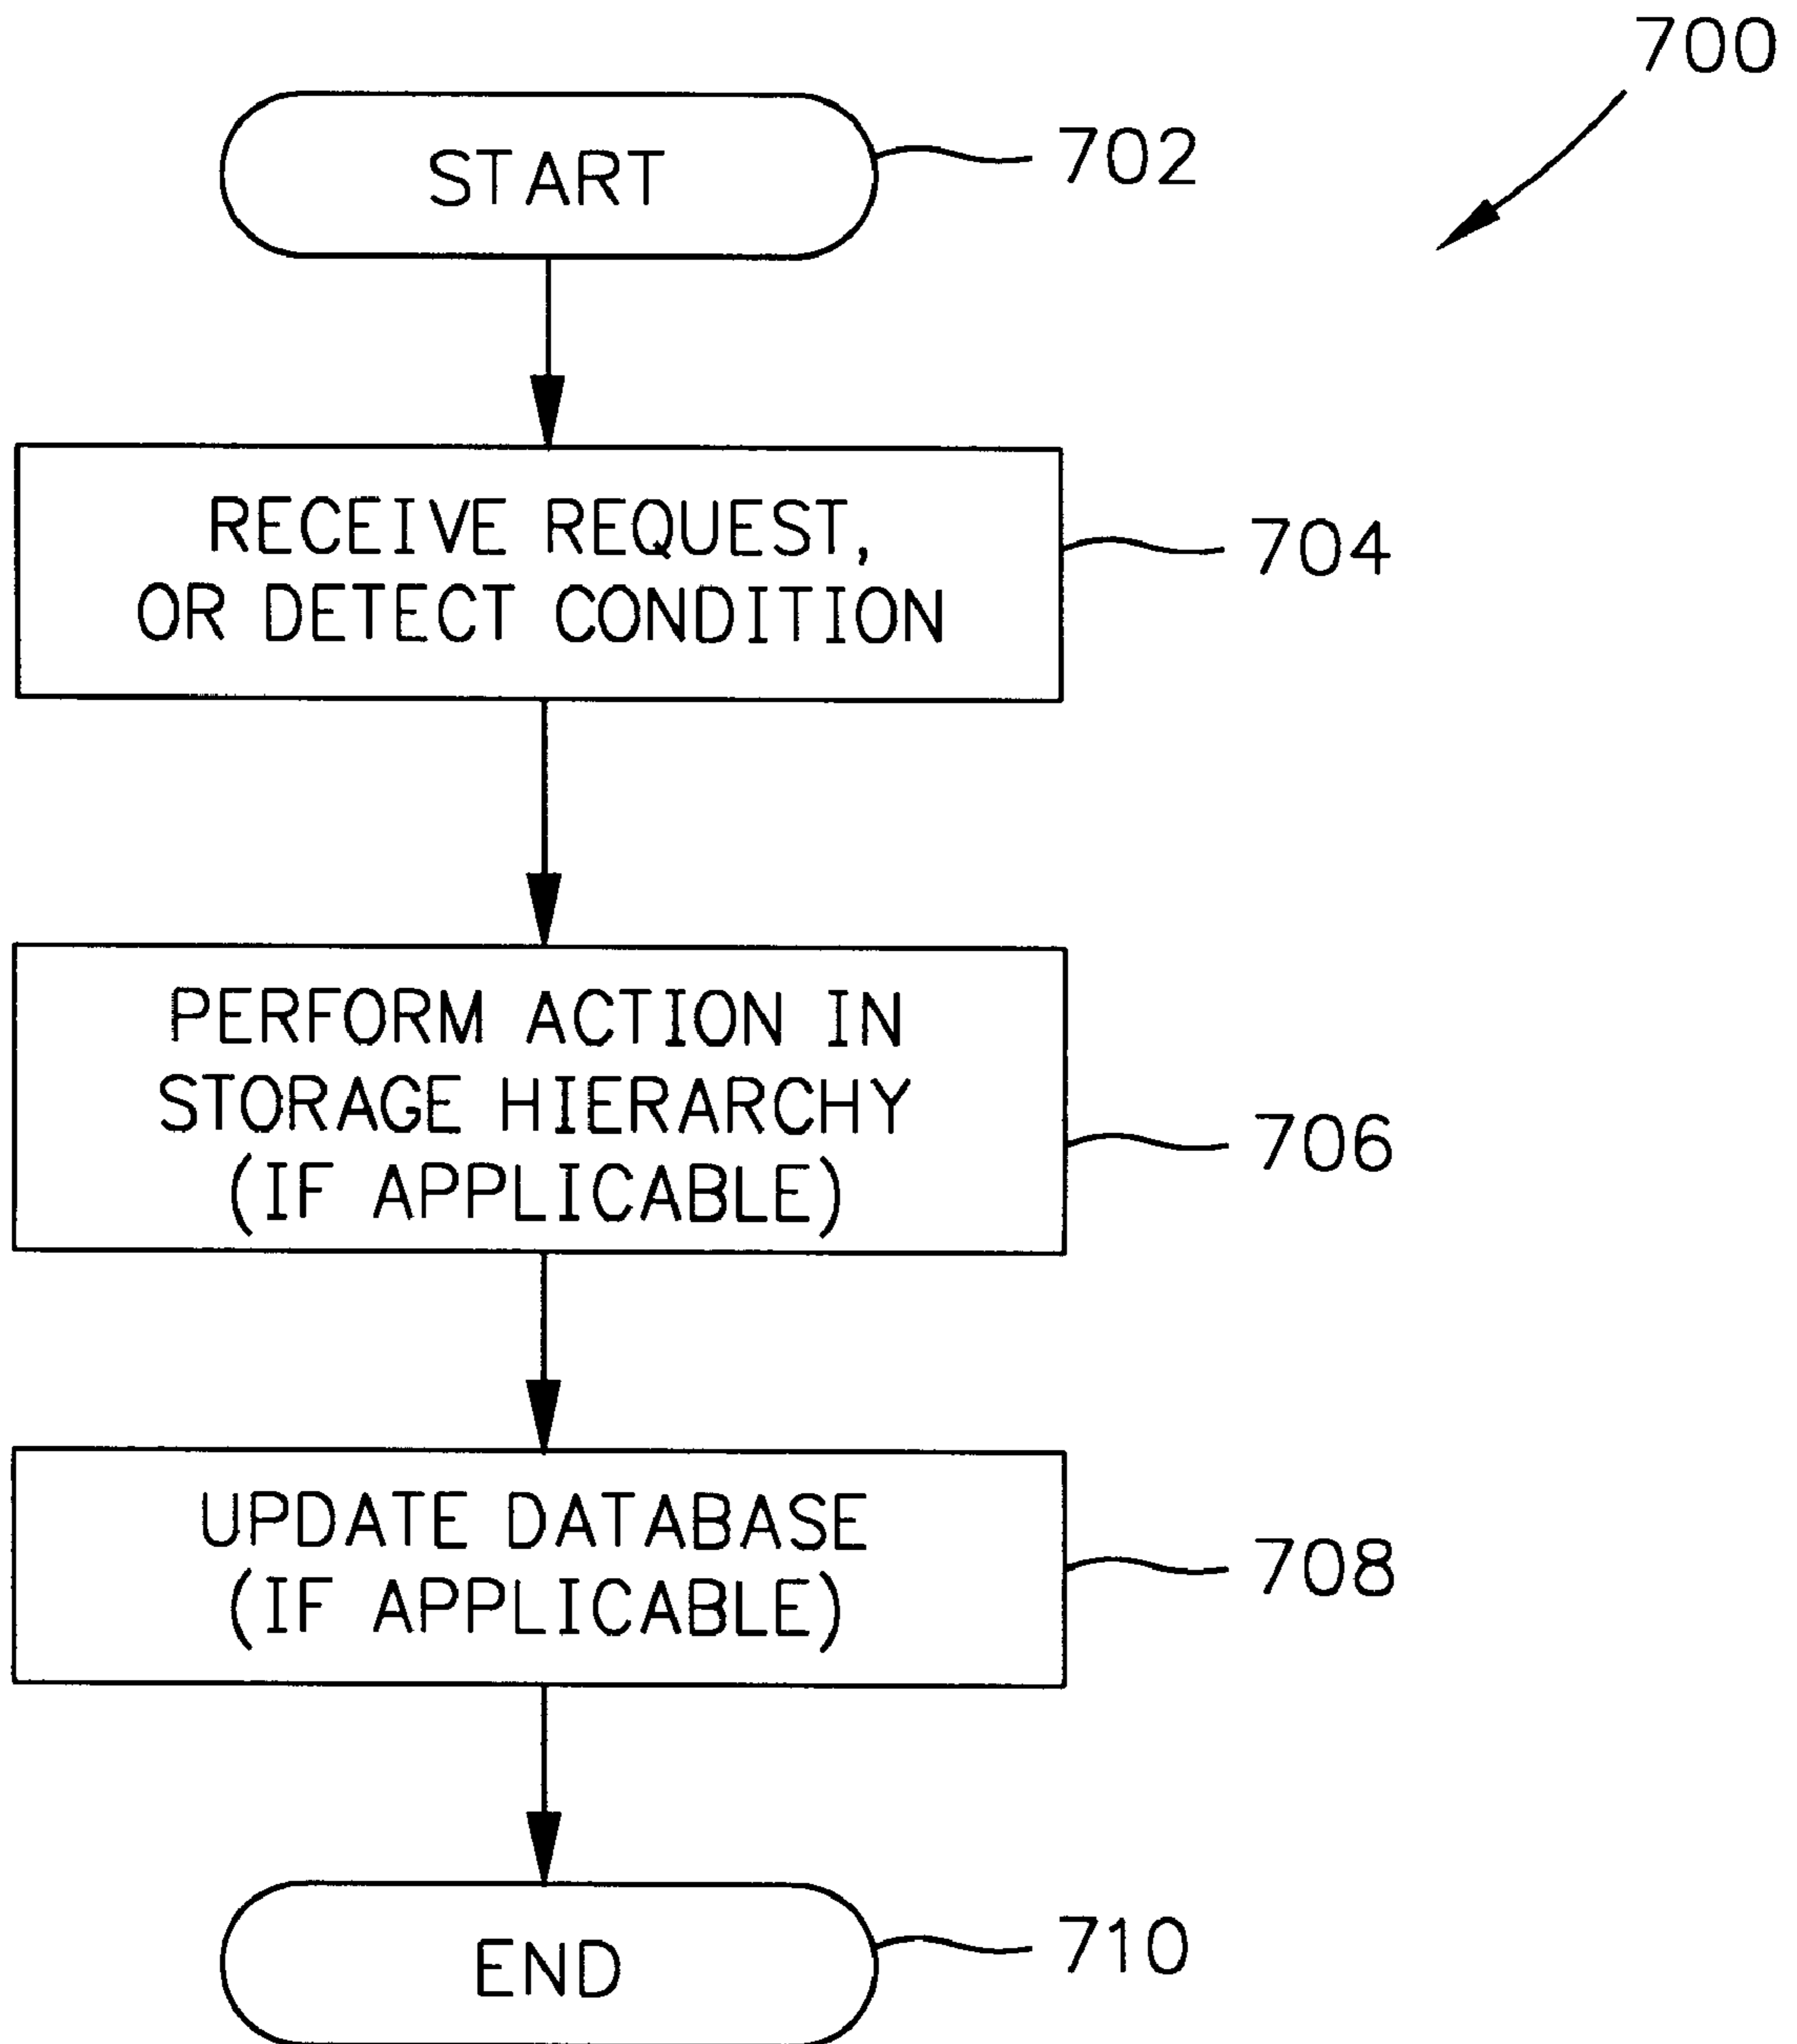 700
START
702
RECEIVE REQUEST,
OR DETECT CONDITION
704
PERFORM ACTION IN
STORAGE HIERARCHY
(IF APPLICABLE)
706
UPDATE DATABASE
(IF APPLICABLE)
708
END
710